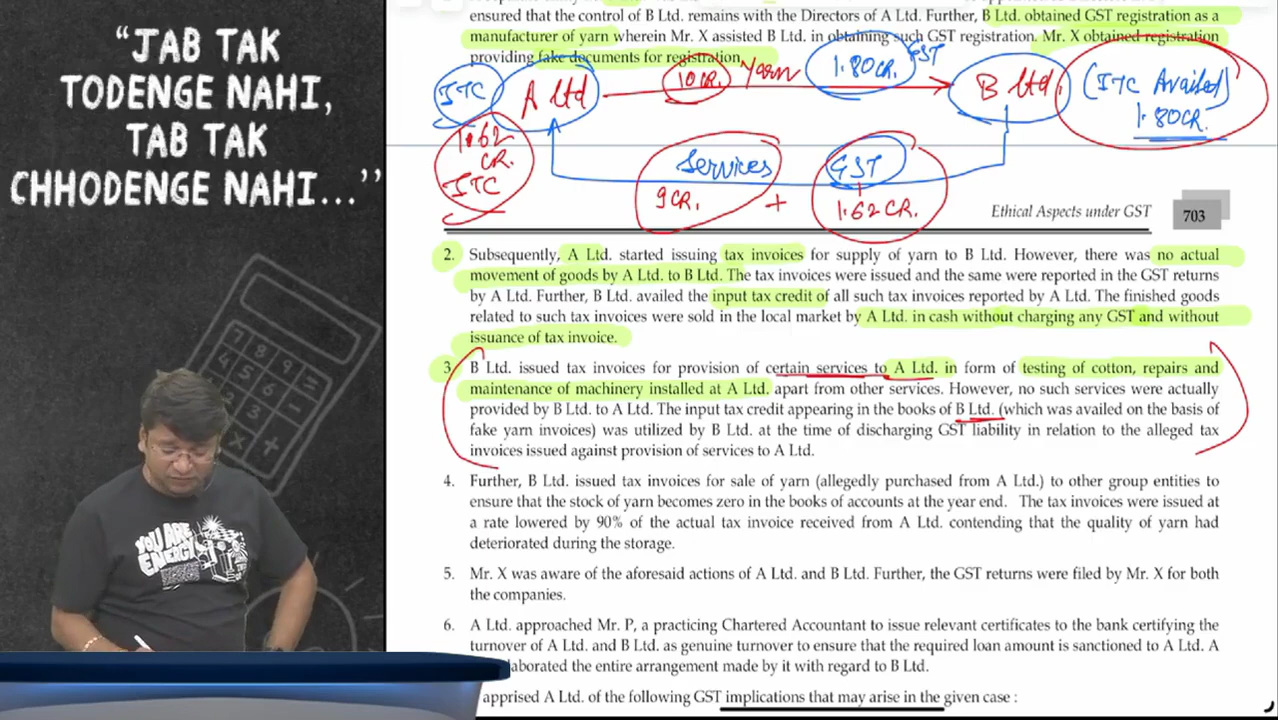 “JAB TAK
TODENGE NAHI,
TAB TAK
CHHODENGE NAHI...’’
YOU ARE
ENERGY
ensured that the control of B Ltd. remains with the Directors of A Ltd. Further, B Ltd. obtained GST registration as a
manufacturer of yarn wherein Mr. X assisted B Ltd. in obtaining such GST registration. Mr. X obtained registration
providing fake documents for registration.
ITC A Ltd 10 CR. Yarn 1.80 CR. GST B Ltd. (ITC Availed)
1.80 CR.
1.62
CR.
ITC
Services GST
9 CR. + 1.62 CR.
Ethical Aspects under GST 703
2. Subsequently, A Ltd. started issuing tax invoices for supply of yarn to B Ltd. However, there was no actual
movement of goods by A Ltd. to B Ltd. The tax invoices were issued and the same were reported in the GST returns
by A Ltd. Further, B Ltd. availed the input tax credit of all such tax invoices reported by A Ltd. The finished goods
related to such tax invoices were sold in the local market by A Ltd. in cash without charging any GST and without
issuance of tax invoice.
3. B Ltd. issued tax invoices for provision of certain services to A Ltd. in form of testing of cotton, repairs and
maintenance of machinery installed at A Ltd. apart from other services. However, no such services were actually
provided by B Ltd. to A Ltd. The input tax credit appearing in the books of B Ltd. (which was availed on the basis of
fake yarn invoices) was utilized by B Ltd. at the time of discharging GST liability in relation to the alleged tax
invoices issued against provision of services to A Ltd.
4. Further, B Ltd. issued tax invoices for sale of yarn (allegedly purchased from A Ltd.) to other group entities to
ensure that the stock of yarn becomes zero in the books of accounts at the year end. The tax invoices were issued at
a rate lowered by 90% of the actual tax invoice received from A Ltd. contending that the quality of yarn had
deteriorated during the storage.
5. Mr. X was aware of the aforesaid actions of A Ltd. and B Ltd. Further, the GST returns were filed by Mr. X for both
the companies.
6. A Ltd. approached Mr. P, a practicing Chartered Accountant to issue relevant certificates to the bank certifying the
turnover of A Ltd. and B Ltd. as genuine turnover to ensure that the required loan amount is sanctioned to A Ltd. A
laborated the entire arrangement made by it with regard to B Ltd.
apprised A Ltd. of the following GST implications that may arise in the given case :